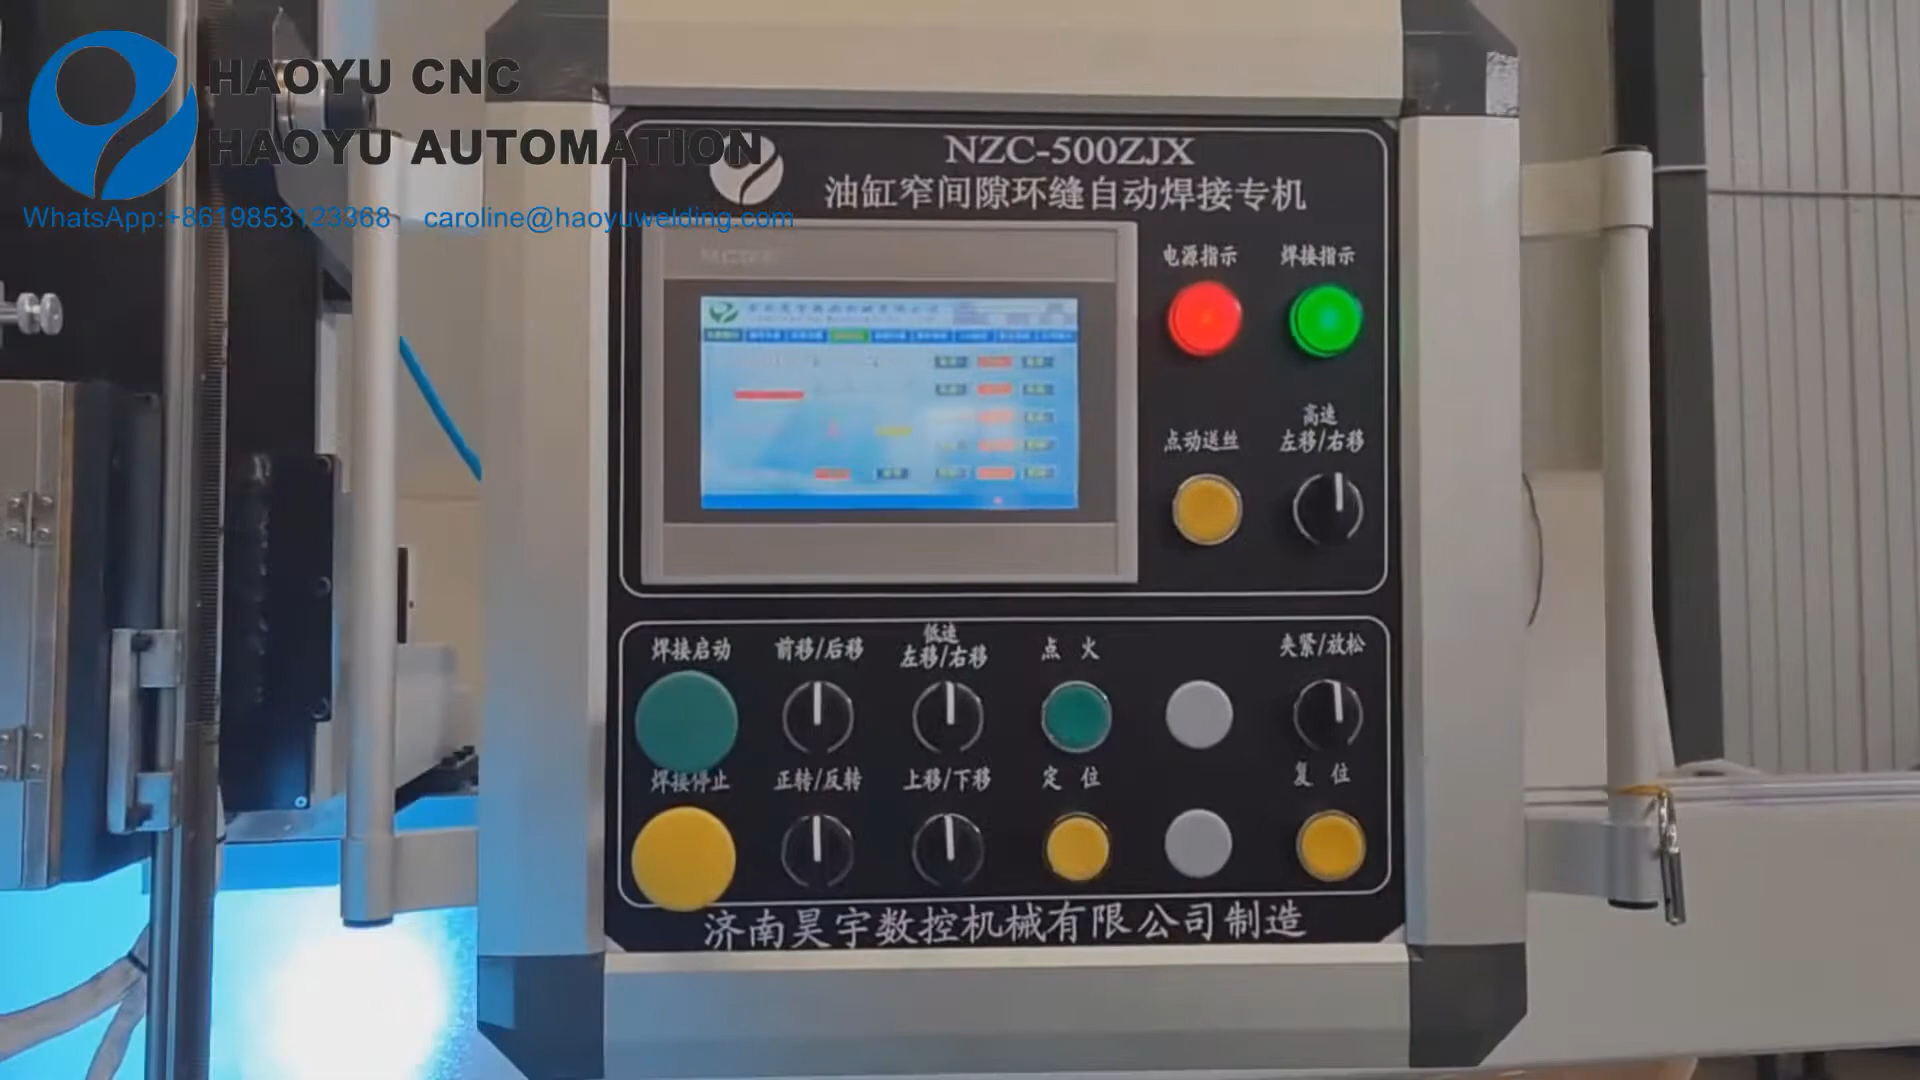 HAOYU CNC
HAOYU AUTOMATION
WhatsApp:+8619853123368 caroline@haoyuwelding.com
NZC-500ZJX
油缸窄间隙环缝自动焊接专机
电源指示 焊接指示
点动送丝 高速
左移/右移
焊接启动 前移/后移 低速
左移/右移 点 火 夹紧/放松
焊接停止 正转/反转 上移/下移 定 位 复 位
济南昊宇数控机械有限公司制造